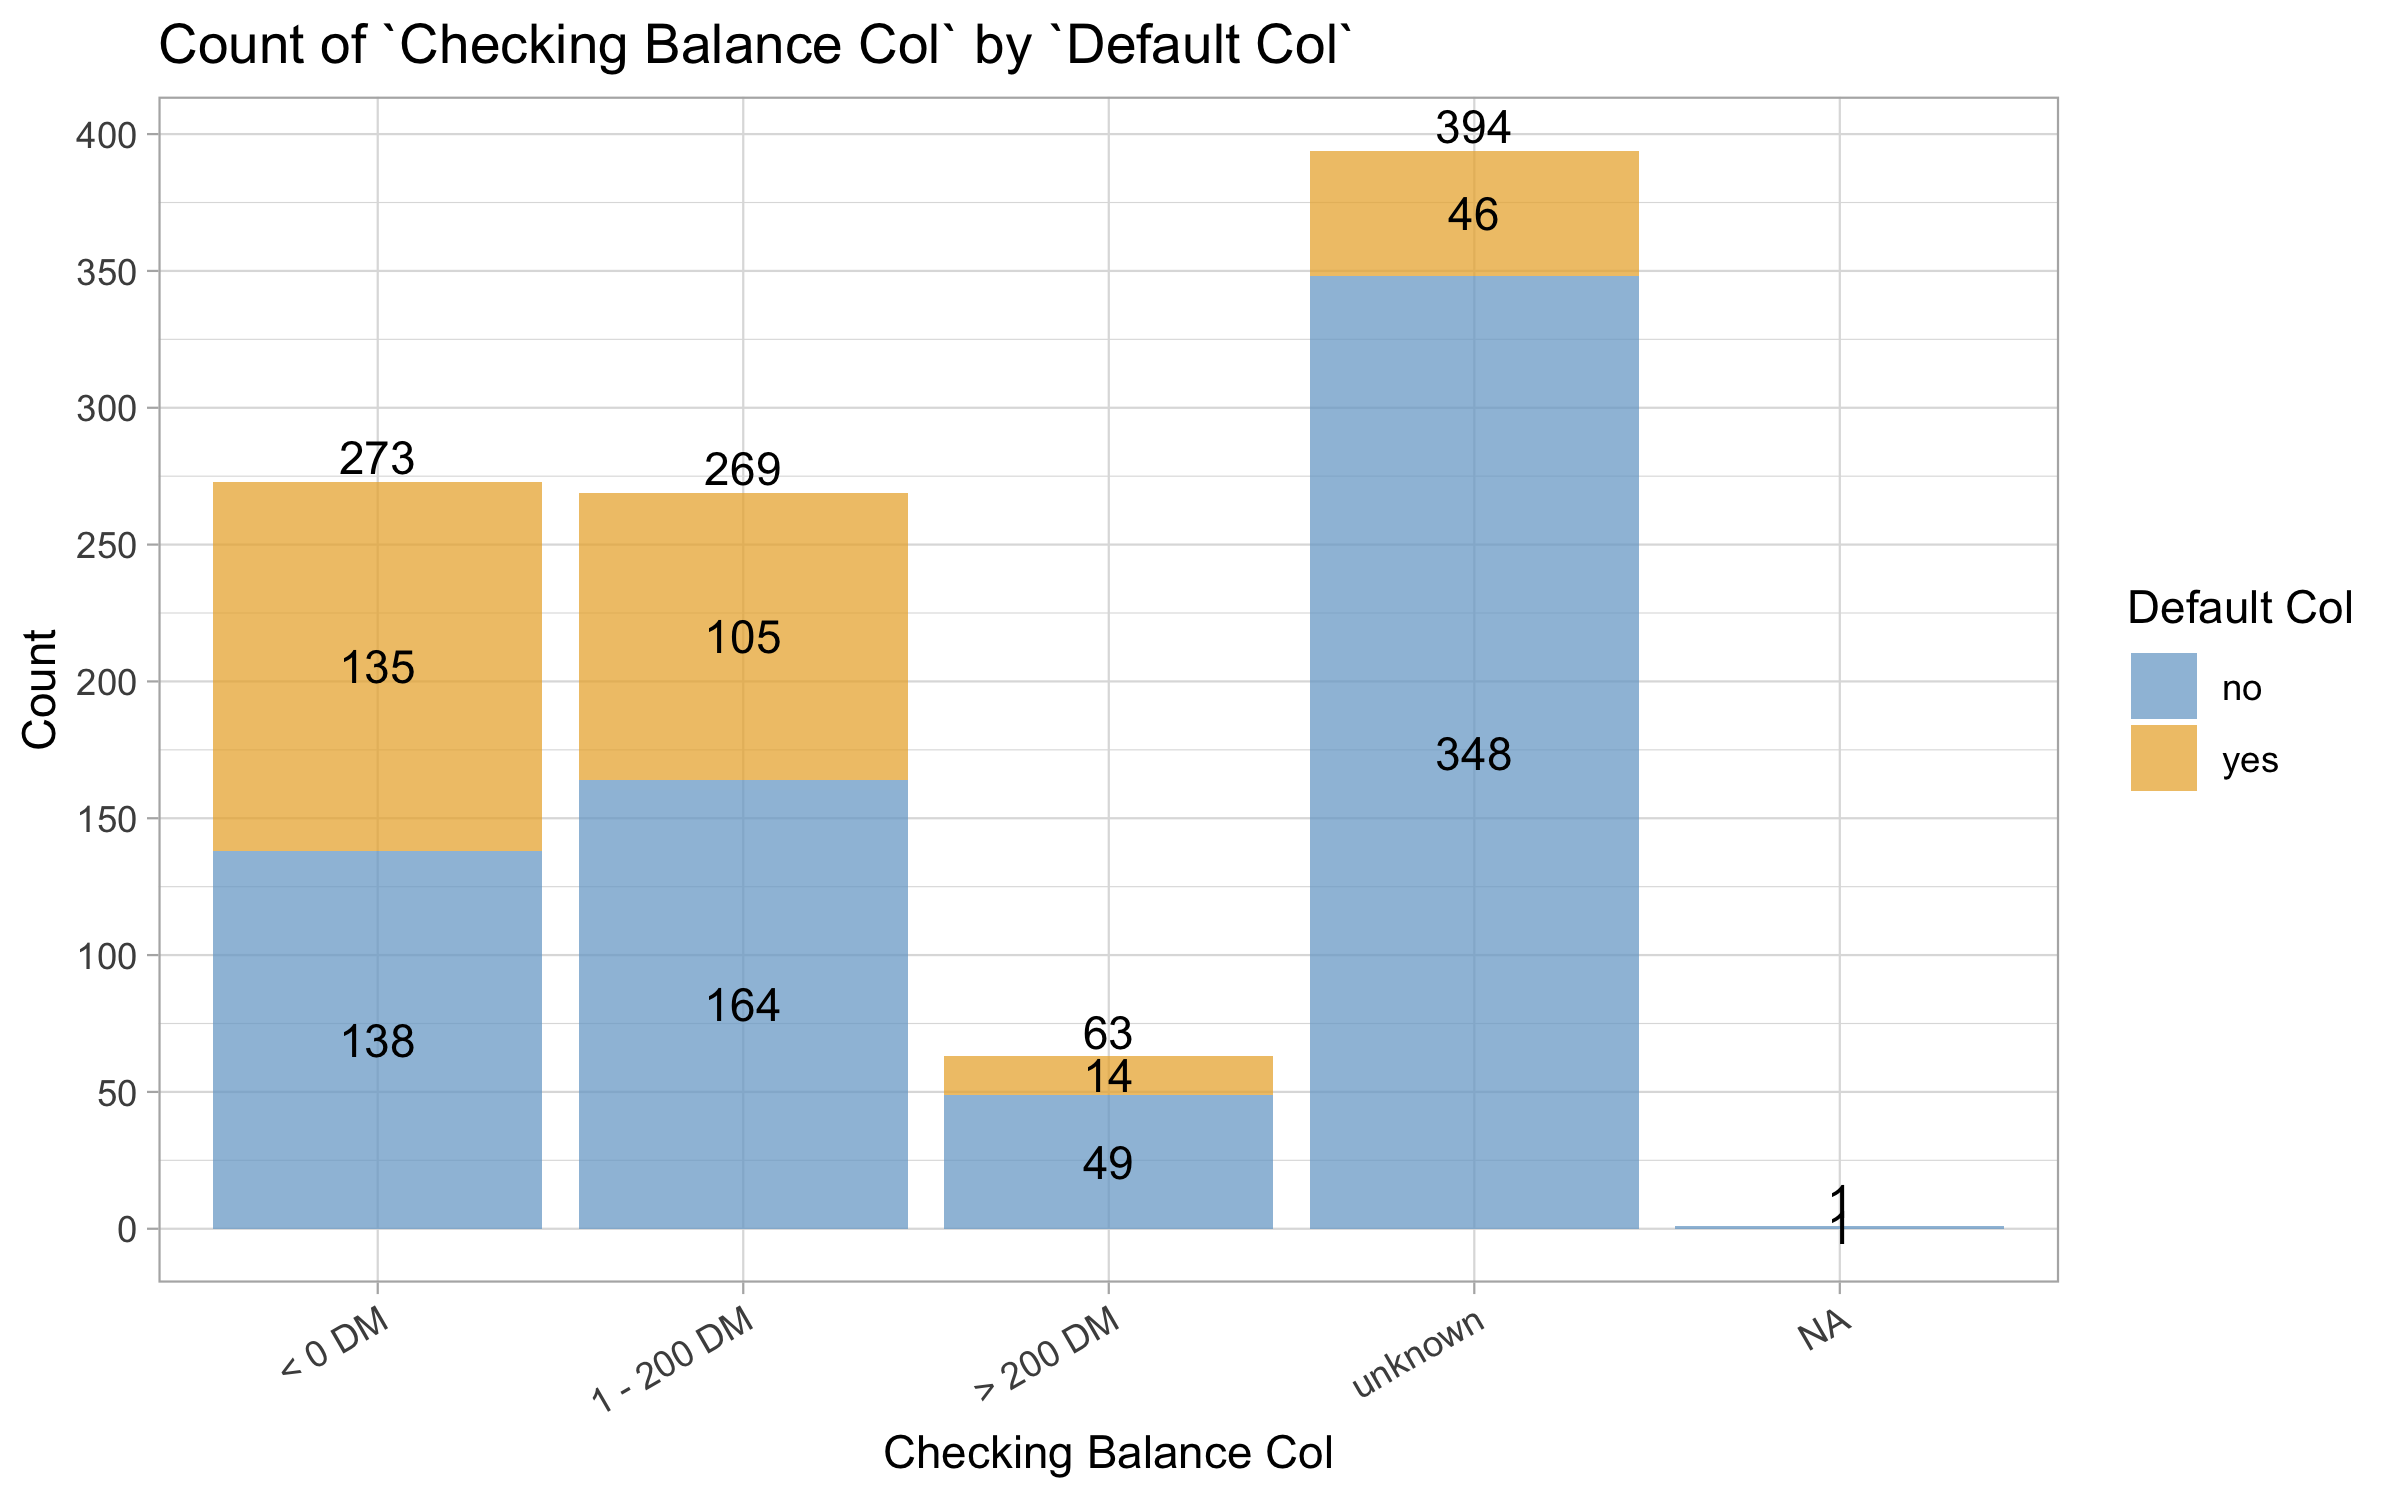 Count of `Checking Balance Col` by `Default Col`
400
350
300
250
200
150
100
50
0
Count
273
135
138
269
105
164
63
14
49
394
46
348
1
1
< 0 DM
1 - 200 DM
> 200 DM
unknown
NA
Checking Balance Col
Default Col
no
yes